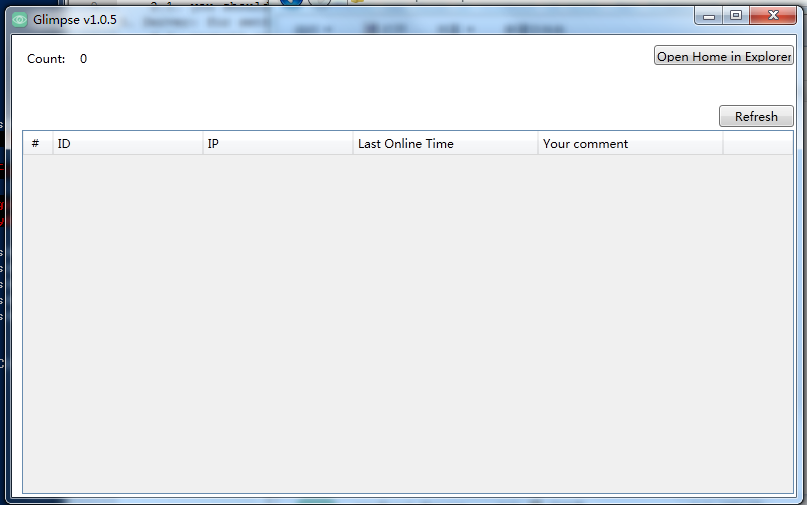 Glimpse v1.0.5
Count: 0
Open Home in Explorer
Refresh
# ID IP Last Online Time Your comment